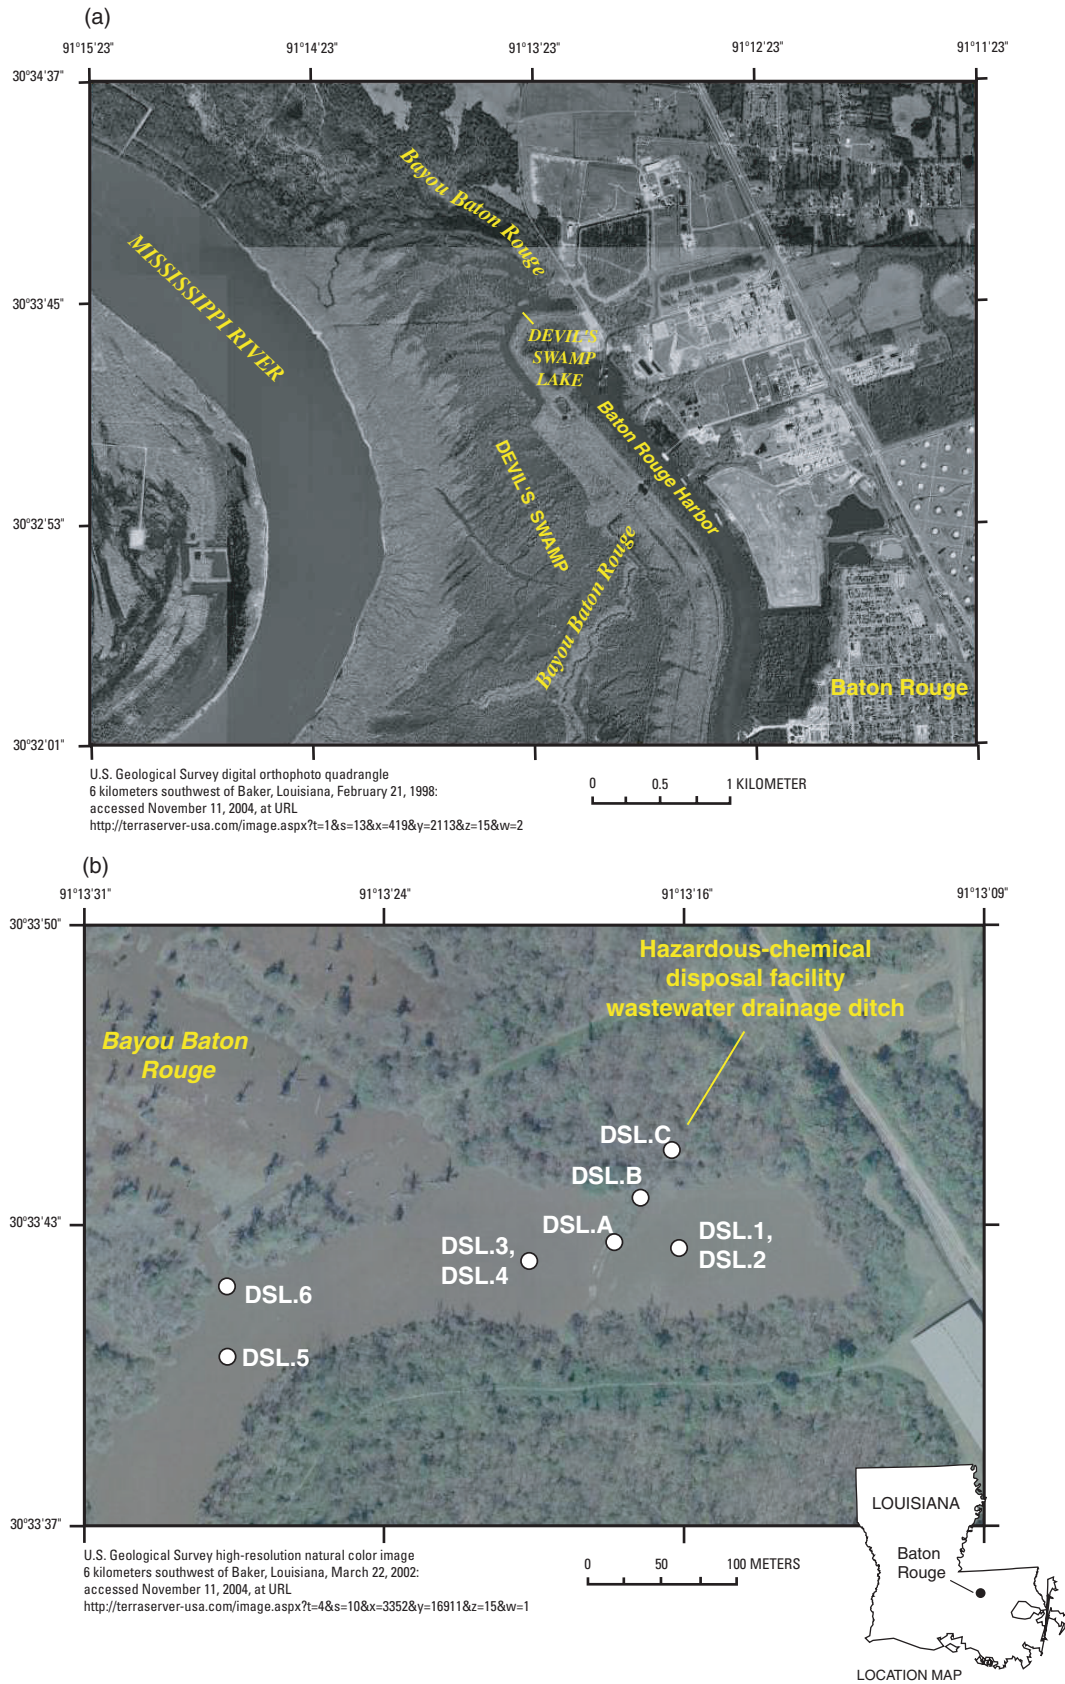 (a)
91°15'23"
91°14'23"
91°13'23"
91°12'23"
91°11'23"
30°34'37"
30°33'45"
30°32'53"
30°32'01"
Bayou Baton Rouge
MISSISSIPPI RIVER
DEVIL'S
SWAMP
LAKE
Baton Rouge Harbor
DEVIL'S SWAMP
Bayou Baton Rouge
Baton Rouge
U.S. Geological Survey digital orthophoto quadrangle
6 kilometers southwest of Baker, Louisiana, February 21, 1998:
accessed November 11, 2004, at URL
http://terraserver-usa.com/image.aspx?t=1&s=13&x=419&y=2113&z=15&w=2
0 0.5 1 KILOMETER
(b)
91°13'31"
91°13'24"
91°13'16"
91°13'09"
30°33'50"
30°33'43"
30°33'37"
Hazardous-chemical
disposal facility
wastewater drainage ditch
Bayou Baton
Rouge
DSL.C
DSL.B
DSL.A
DSL.1,
DSL.2
DSL.3,
DSL.4
DSL.6
DSL.5
U.S. Geological Survey high-resolution natural color image
6 kilometers southwest of Baker, Louisiana, March 22, 2002:
accessed November 11, 2004, at URL
http://terraserver-usa.com/image.aspx?t=4&s=10&x=3352&y=16911&z=15&w=1
0 50 100 METERS
LOUISIANA
Baton
Rouge
LOCATION MAP